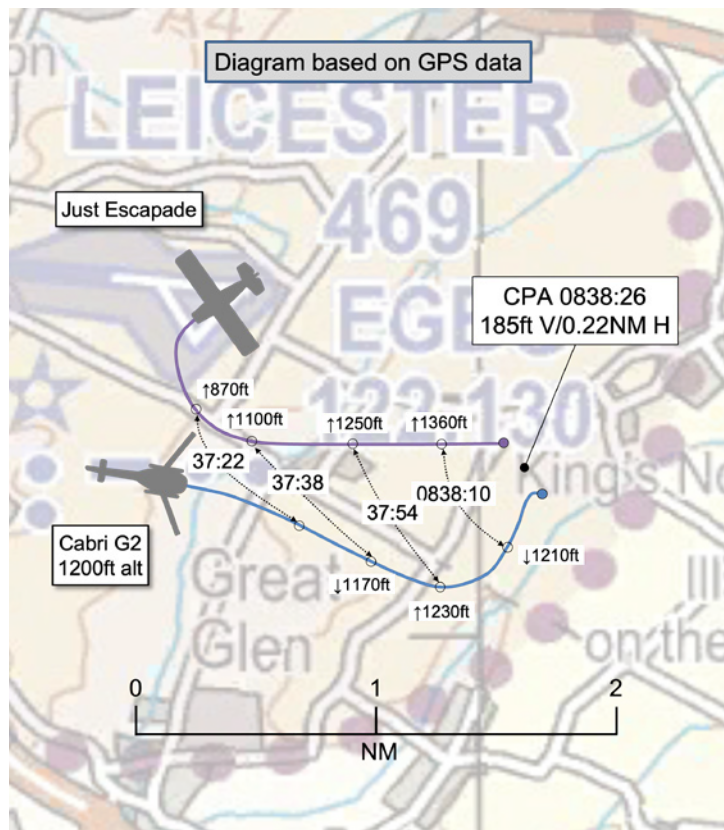 Diagram based on GPS data
LEICESTER
Just Escapade
469
EGB
CPA 0838:26
185ft V/0.22NM H
122.130
↑870ft
↑1100ft
↑1250ft
↑1360ft
37:22
37:38
37:54
0838:10
King's No
Cabri G2
1200ft alt
Great
Glen
↓1170ft
↑1230ft
↓1210ft
Ill
on the
0
1
2
NM